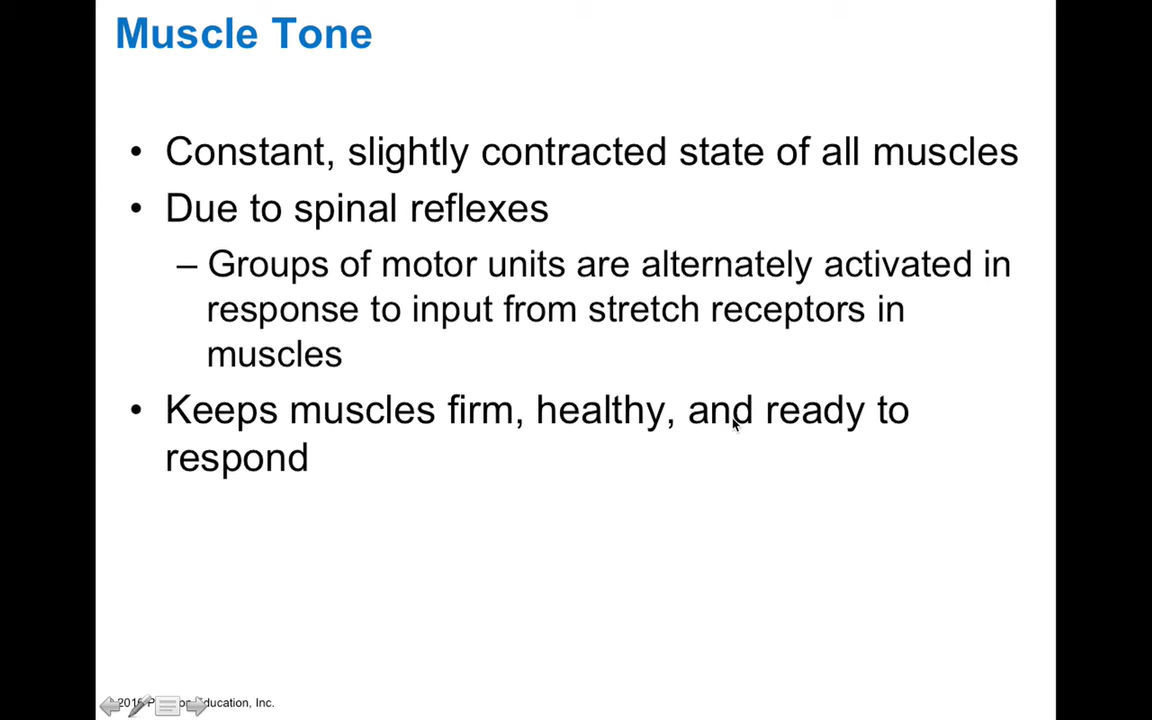 Muscle Tone
• Constant, slightly contracted state of all muscles
• Due to spinal reflexes
– Groups of motor units are alternately activated in
response to input from stretch receptors in
muscles
• Keeps muscles firm, healthy, and ready to
respond
Inc.